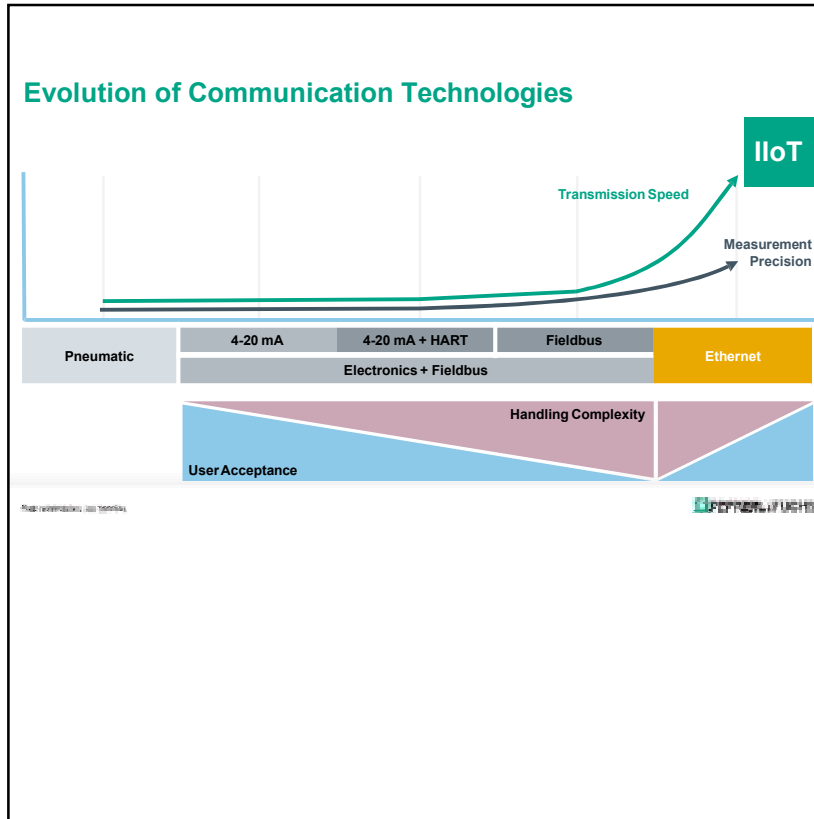 Evolution of Communication Technologies
IIoT
Transmission Speed
Measurement
Precision
Pneumatic
4-20 mA
4-20 mA + HART
Fieldbus
Electronics + Fieldbus
Ethernet
Handling Complexity
User Acceptance